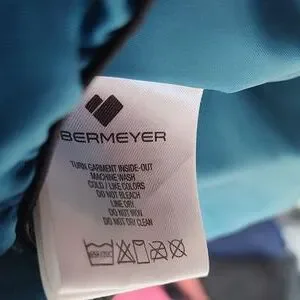 BERMEYER
TURN GARMENT INSIDE-OUT
MACHINE WASH
COLD / LIKE COLORS
DO NOT BLEACH
LINE DRY
DO NOT IRON
DO NOT DRY CLEAN